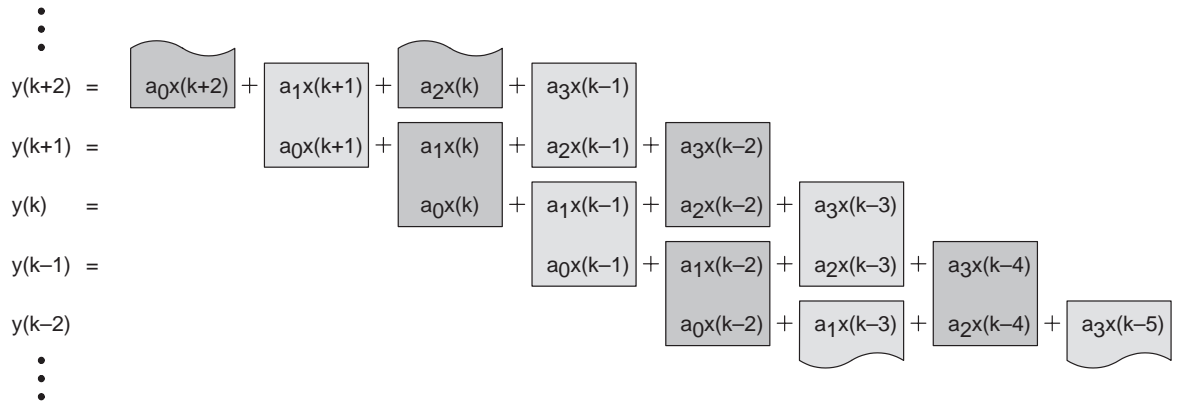 y(k+2) = a0x(k+2) + a1x(k+1) + a2x(k) + a3x(k–1)
y(k+1) = a0x(k+1) + a1x(k) + a2x(k–1) + a3x(k–2)
y(k) = a0x(k) + a1x(k–1) + a2x(k–2) + a3x(k–3)
y(k–1) = a0x(k–1) + a1x(k–2) + a2x(k–3) + a3x(k–4)
y(k–2) a0x(k–2) + a1x(k–3) + a2x(k–4) + a3x(k–5)